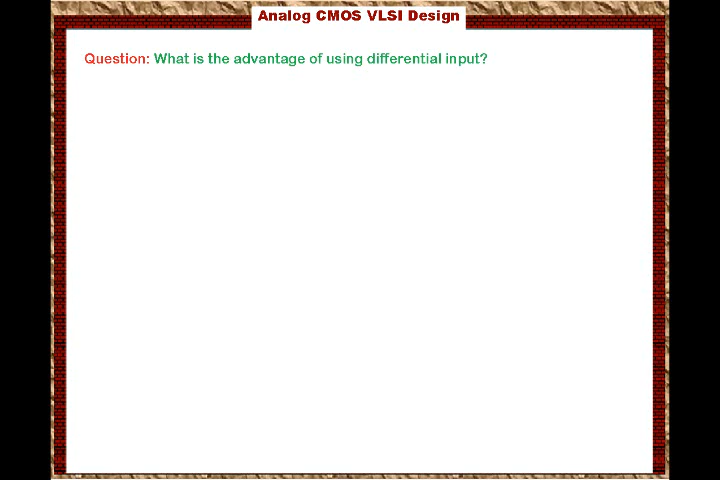 Analog CMOS VLSI Design
Question: What is the advantage of using differential input?